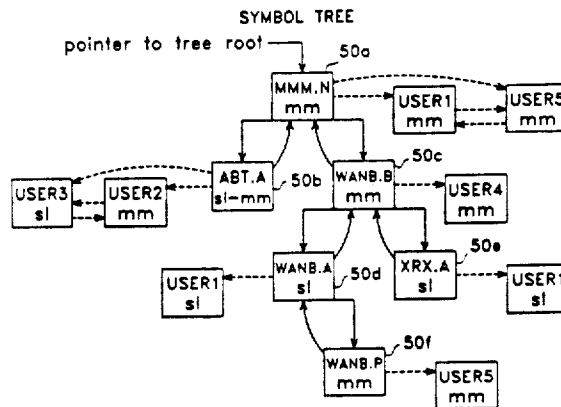 SYMBOL TREE
pointer to tree root
50a
MMM.N
mm
USER1
mm
USER5
mm
50c
ABT.A
sl-mm
50b
WANB.B
mm
USER3
sl
USER2
mm
USER4
mm
50e
WANB.A
sl
50d
XRX.A
sl
USER1
sl
USER1
sl
50f
WANB.P
mm
USER5
mm